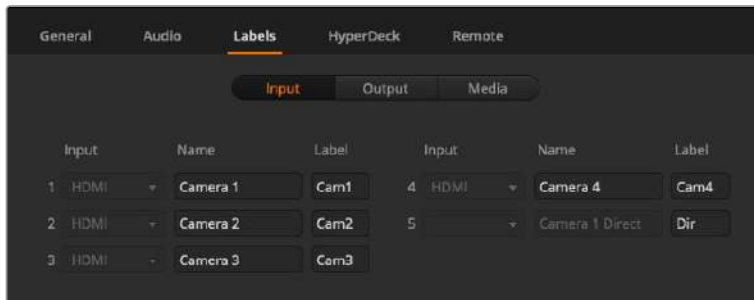 General Audio Labels HyperDeck Remote
Input Output Media
Input Name Label Input Name Label
1 HDMI Camera 1 Cam1 4 HDMI Camera 4 Cam4
2 HDMI Camera 2 Cam2 5 Camera 1 Direct Dir
3 HDMI Camera 3 Cam3